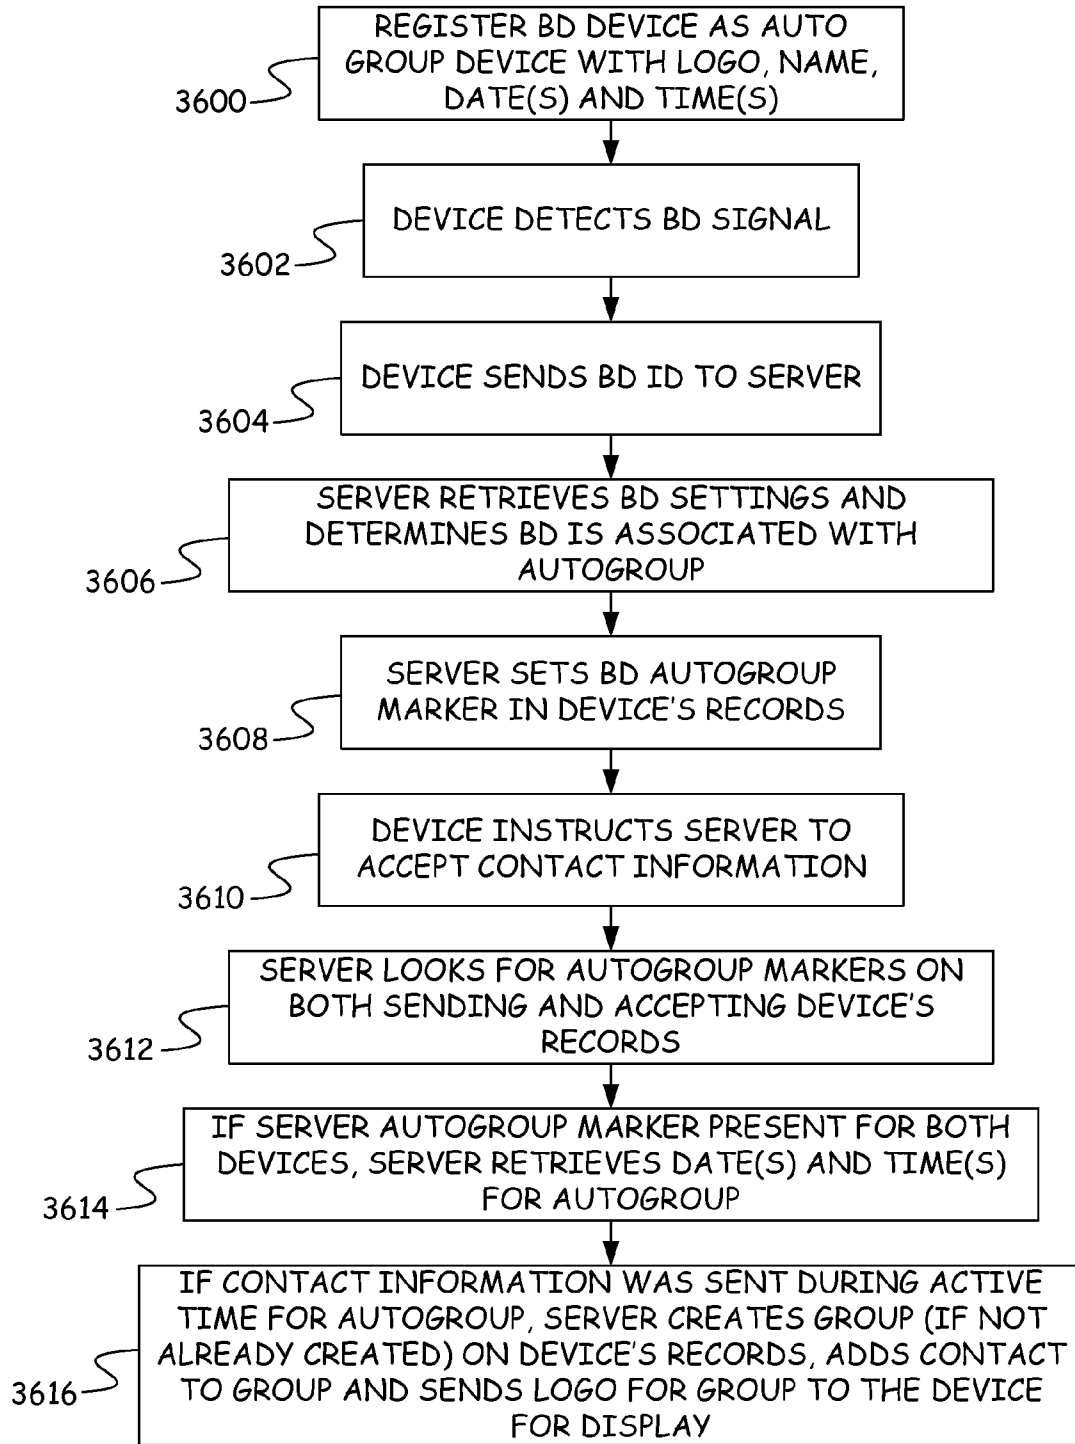 REGISTER BD DEVICE AS AUTO
GROUP DEVICE WITH LOGO, NAME,
DATE(S) AND TIME(S)
3600
DEVICE DETECTS BD SIGNAL
3602
DEVICE SENDS BD ID TO SERVER
3604
SERVER RETRIEVES BD SETTINGS AND
DETERMINES BD IS ASSOCIATED WITH
AUTOGROUP
3606
SERVER SETS BD AUTOGROUP
MARKER IN DEVICE'S RECORDS
3608
DEVICE INSTRUCTS SERVER TO
ACCEPT CONTACT INFORMATION
3610
SERVER LOOKS FOR AUTOGROUP MARKERS ON
BOTH SENDING AND ACCEPTING DEVICE'S
RECORDS
3612
IF SERVER AUTOGROUP MARKER PRESENT FOR BOTH
DEVICES, SERVER RETRIEVES DATE(S) AND TIME(S)
FOR AUTOGROUP
3614
IF CONTACT INFORMATION WAS SENT DURING ACTIVE
TIME FOR AUTOGROUP, SERVER CREATES GROUP (IF NOT
ALREADY CREATED) ON DEVICE'S RECORDS, ADDS CONTACT
TO GROUP AND SENDS LOGO FOR GROUP TO THE DEVICE
FOR DISPLAY
3616